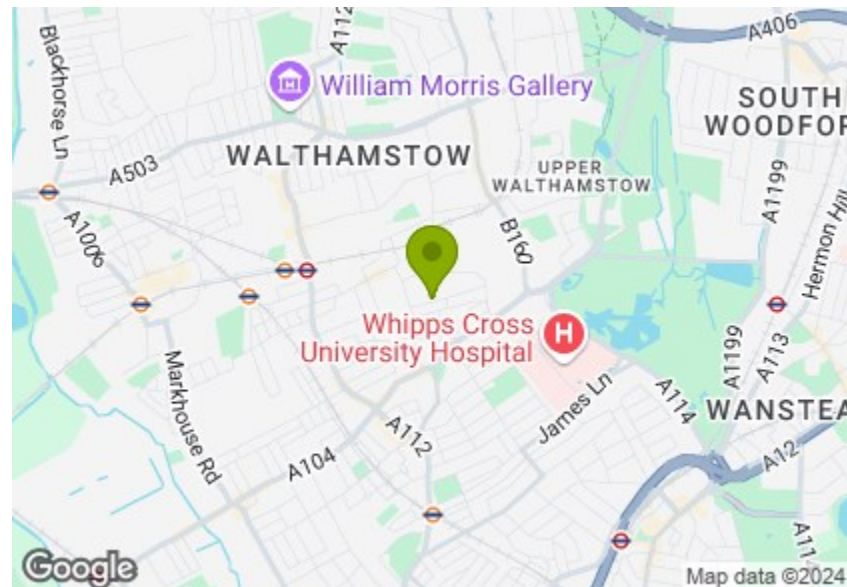 Blackhorse Ln
A112
A406
William Morris Gallery
SOUTH
WOODFOR
A503
WALTHAMSTOW
UPPER
WALTHAMSTOW
A1199
Hermon Hill
A1006
B160
Whipps Cross
University Hospital
H
A1199
A113
Markhouse Rd
James Ln
A114
WANSTEA
A112
A104
A12
A11
Google
Map data ©2024